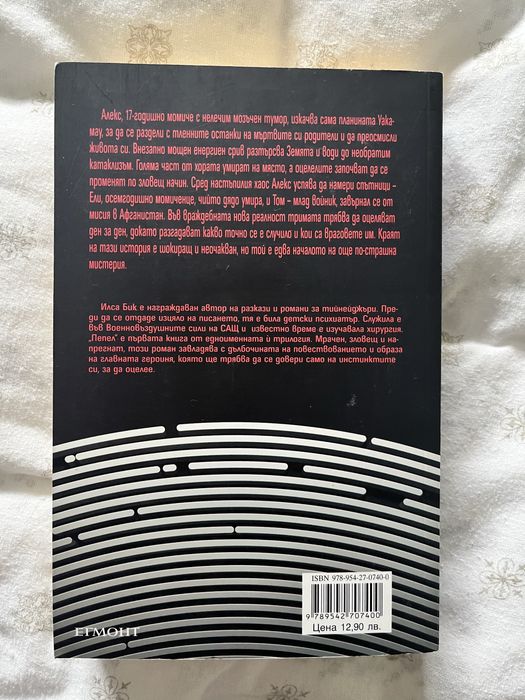 Алекс, 17-годишно момиче с нелечим мозъчен тумор, изкачва сама планината Уака-
мау, за да се раздели с тленните останки на мъртвите си родители и да преосмисли
живота си. Внезапно мощен енергиен срив разтърсва Земята и води до необратим
катаклизъм. Голяма част от хората умират на място, а оцелелите започват да се
променят по зловещ начин. Сред настъпилия хаос Алекс успява да намери спътници –
Ели, осемгодишно момиченце, чийто дядо умира, и Том – млад войник, завърнал се от
мисия в Афганистан. Във враждебната нова реалност тримата трябва да оцеляват
ден за ден, докато разгадават какво точно се е случило и кои са враговете им. Краят
на тази история е шокиращ и неочакван, но той е едва началото на още по-страшна
мистерия.
Илса Бик е награждаван автор на разкази и романи за тийнейджъри. Пре-
ди да се отдаде изцяло на писането, тя е била детски психиатър. Служила е
във Военновъздушните сили на САЩ и известно време е изучавала хирургия.
„Пепел" е първата книга от едноименната ѝ трилогия. Мрачен, зловещ и на-
прегнат, този роман завладява с дълбочината на повествованието и образа
на главната героиня, която ще трябва да се довери само на инстинктите
си, за да оцелее.
ISBN 978-954-27-0740-0
9 789542 707400
Цена 12,90 лв.
ЕГМОНТ